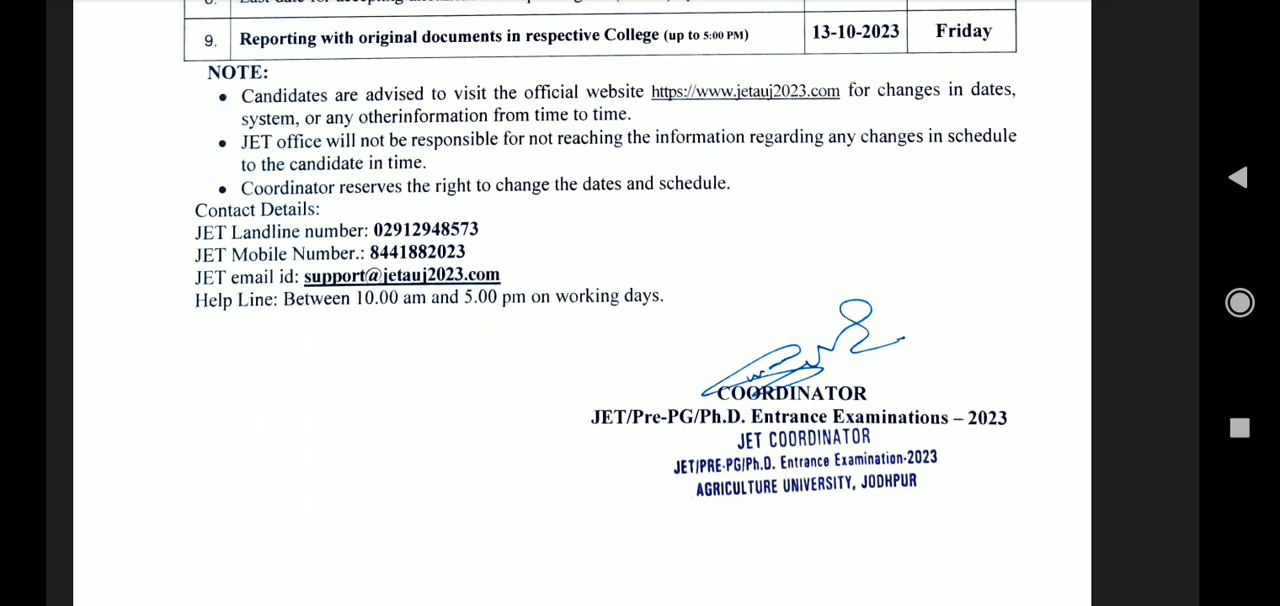 9. Reporting with original documents in respective College (up to 5:00 PM) 13-10-2023 Friday
NOTE:
• Candidates are advised to visit the official website https://www.jetauj2023.com for changes in dates,
system, or any otherinformation from time to time.
• JET office will not be responsible for not reaching the information regarding any changes in schedule
to the candidate in time.
• Coordinator reserves the right to change the dates and schedule.
Contact Details:
JET Landline number: 02912948573
JET Mobile Number.: 8441882023
JET email id: support@jetauj2023.com
Help Line: Between 10.00 am and 5.00 pm on working days.
COORDINATOR
JET/Pre-PG/Ph.D. Entrance Examinations – 2023
JET COORDINATOR
JET/PRE-PG/Ph.D. Entrance Examination-2023
AGRICULTURE UNIVERSITY, JODHPUR